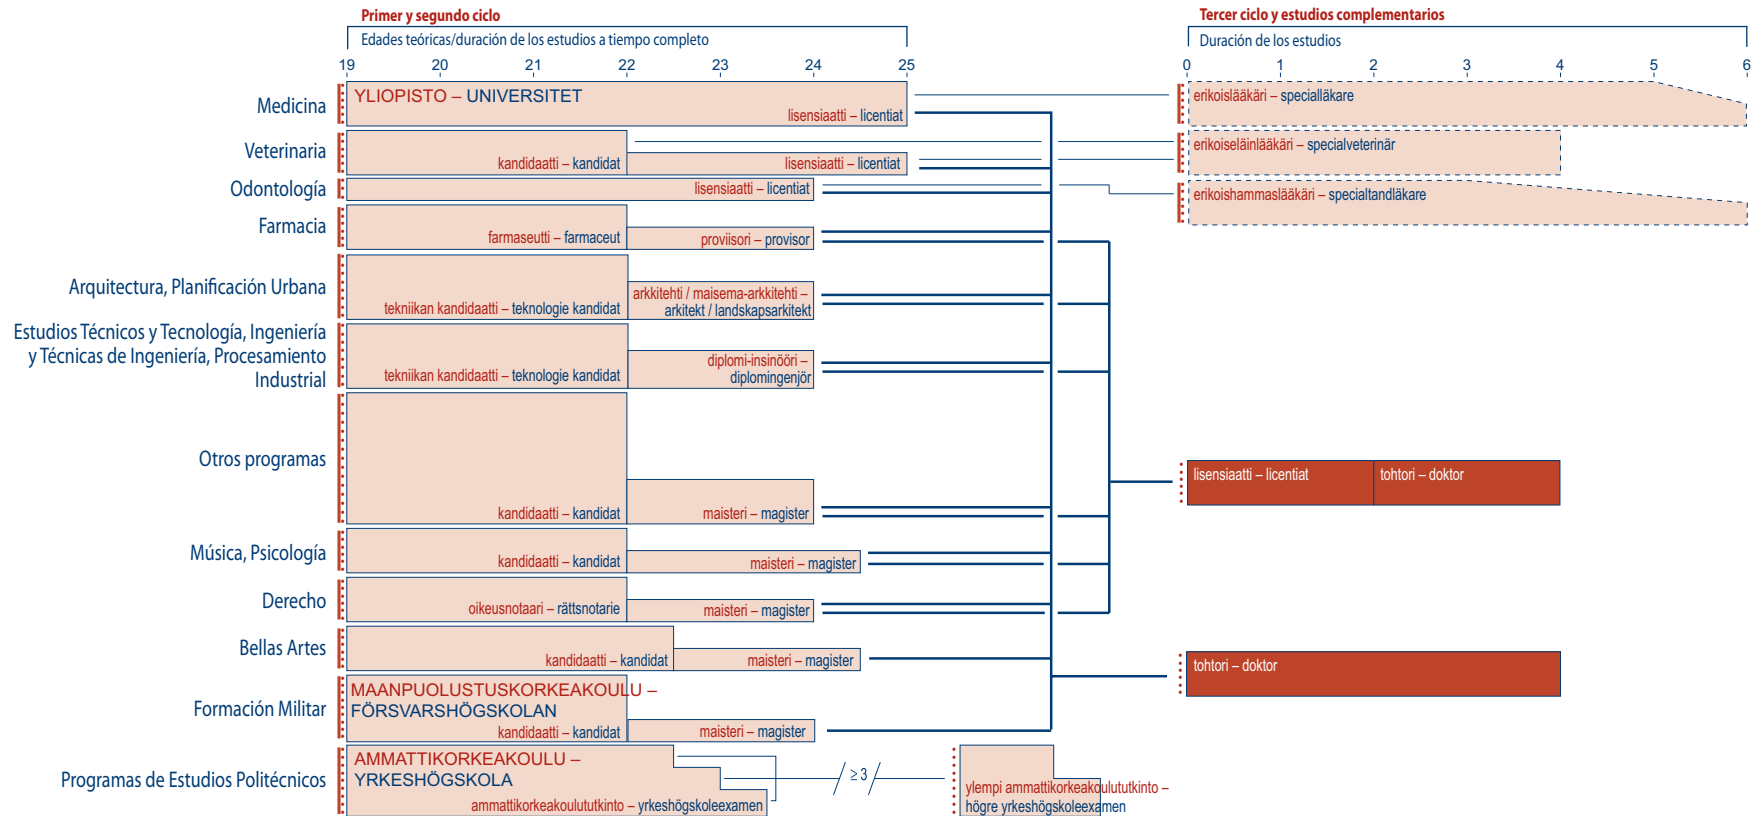 Primer y segundo ciclo
Edades teóricas/duración de los estudios a tiempo completo
19 20 21 22 23 24 25
Tercer ciclo y estudios complementarios
Duración de los estudios
0 1 2 3 4 5 6
Medicina
YLIOPISTO – UNIVERSITET
lisensiaatti – licentiat
erikoislääkäri – specialläkare
Veterinaria
kandidaatti – kandidat
lisensiaatti – licentiat
erikoiseläinlääkäri – specialveterinär
Odontología
lisensiaatti – licentiat
erikoishammaslääkäri – specialtandläkare
Farmacia
farmaseutti – farmaceut
proviisori – provisor
Arquitectura, Planificación Urbana
tekniikan kandidaatti – teknologie kandidat
arkkitehti / maisema-arkkitehti –
arkitekt / landskapsarkitekt
Estudios Técnicos y Tecnología, Ingeniería
y Técnicas de Ingeniería, Procesamiento
Industrial
tekniikan kandidaatti – teknologie kandidat
diplomi-insinööri –
diplomingenjör
Otros programas
kandidaatti – kandidat
maisteri – magister
lisensiaatti – licentiat
tohtori – doktor
Música, Psicología
kandidaatti – kandidat
maisteri – magister
Derecho
oikeusnotaari – rättsnotarie
maisteri – magister
Bellas Artes
kandidaatti – kandidat
maisteri – magister
tohtori – doktor
Formación Militar
MAANPUOLUSTUSKORKEAKOULU –
FÖRSVARSHÖGSKOLAN
kandidaatti – kandidat
maisteri – magister
Programas de Estudios Politécnicos
AMMATTIKORKEAKOULU –
YRKESHÖGSKOLA
ammattikorkeakoulututkinto – yrkeshögskoleexamen
≥ 3
ylempi ammattikorkeakoulututkinto –
högre yrkeshögskoleexamen